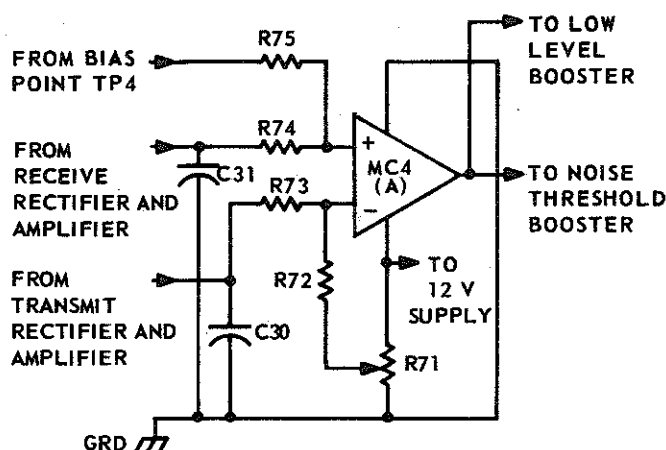 TO LOW
LEVEL
BOOSTER
R75
FROM BIAS
POINT TP4
R74
+
MC4
(A)
FROM
RECEIVE
RECTIFIER AND
AMPLIFIER
C31
R73
−
TO NOISE
THRESHOLD
BOOSTER
FROM
TRANSMIT
RECTIFIER AND
AMPLIFIER
R72
TO
12 V
SUPPLY
C30
R71
GRD